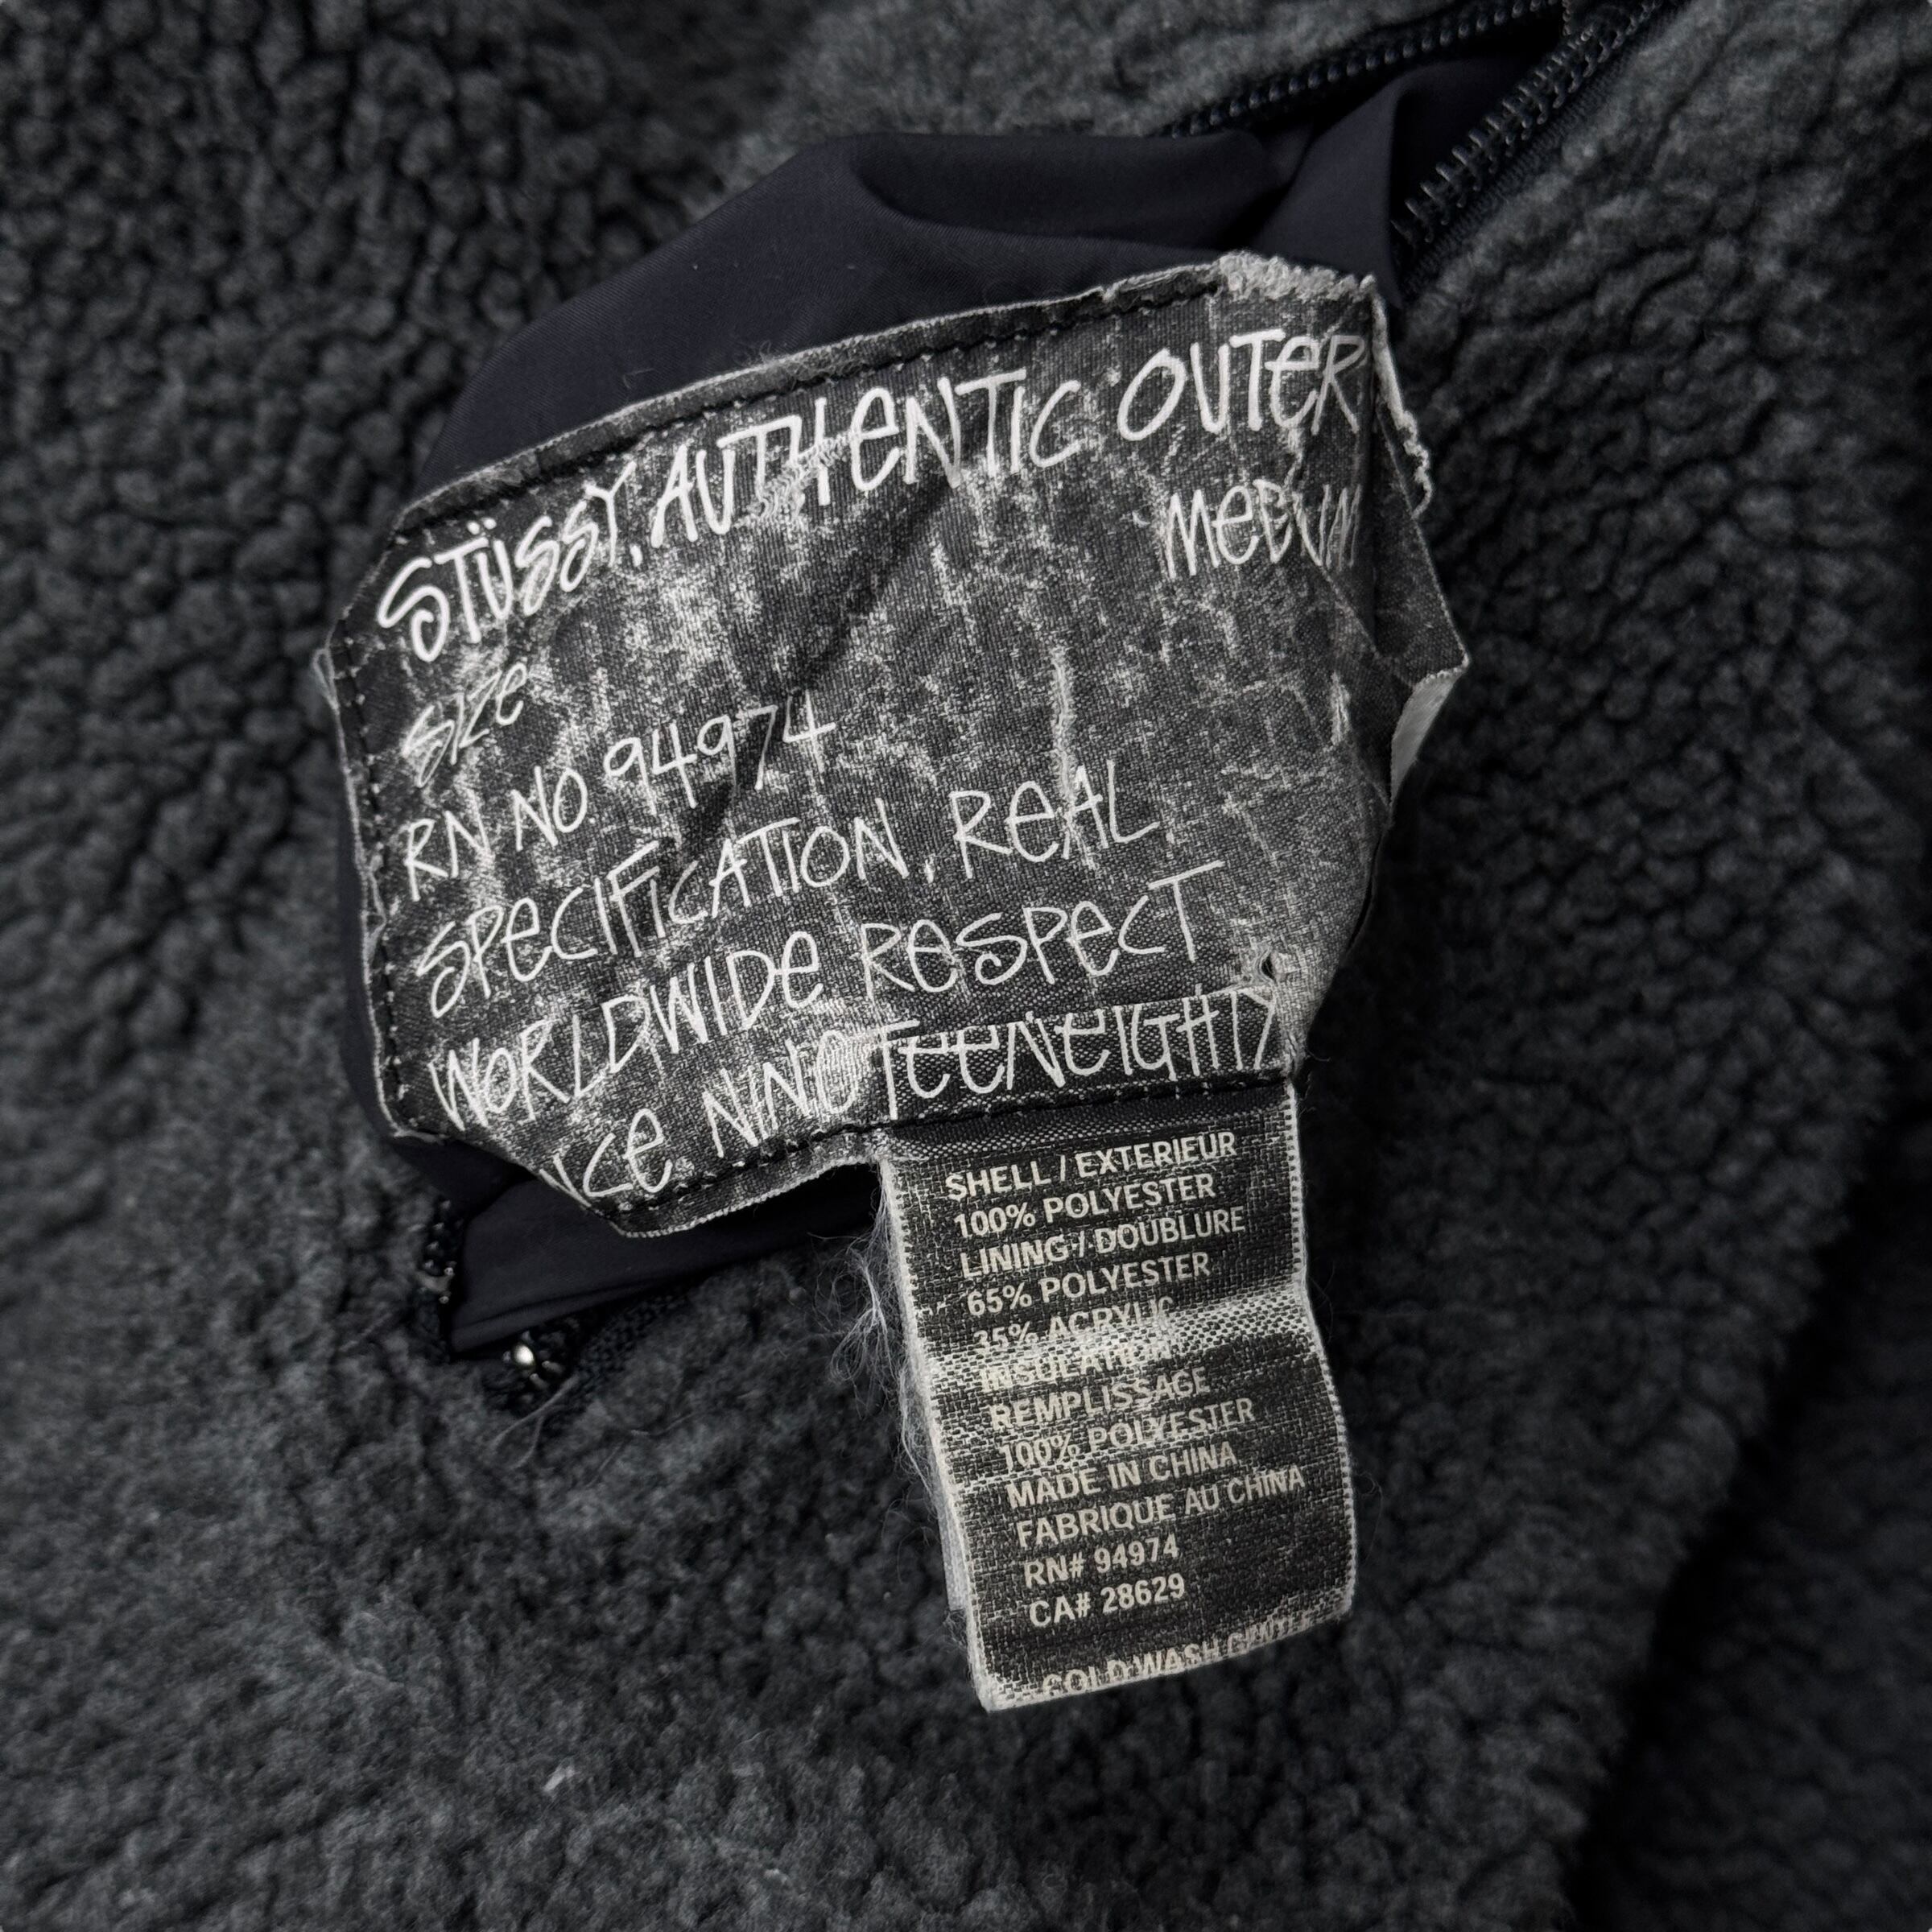 STÜSSY, AUTHENTIC OUTER
MEDIUM
SIZE
RN NO. 94974
SPECIFICATION, REAL
WORLDWIDE RESPECT
NINETEENEIGHTY
SHELL / EXTERIEUR
100% POLYESTER
LINING / DOUBLURE
65% POLYESTER
35% ACRYLIC
REMPLISSAGE
100% POLYESTER
MADE IN CHINA
FABRIQUE AU CHINA
RN# 94974
CA# 28629
COLD WASH GENTLE